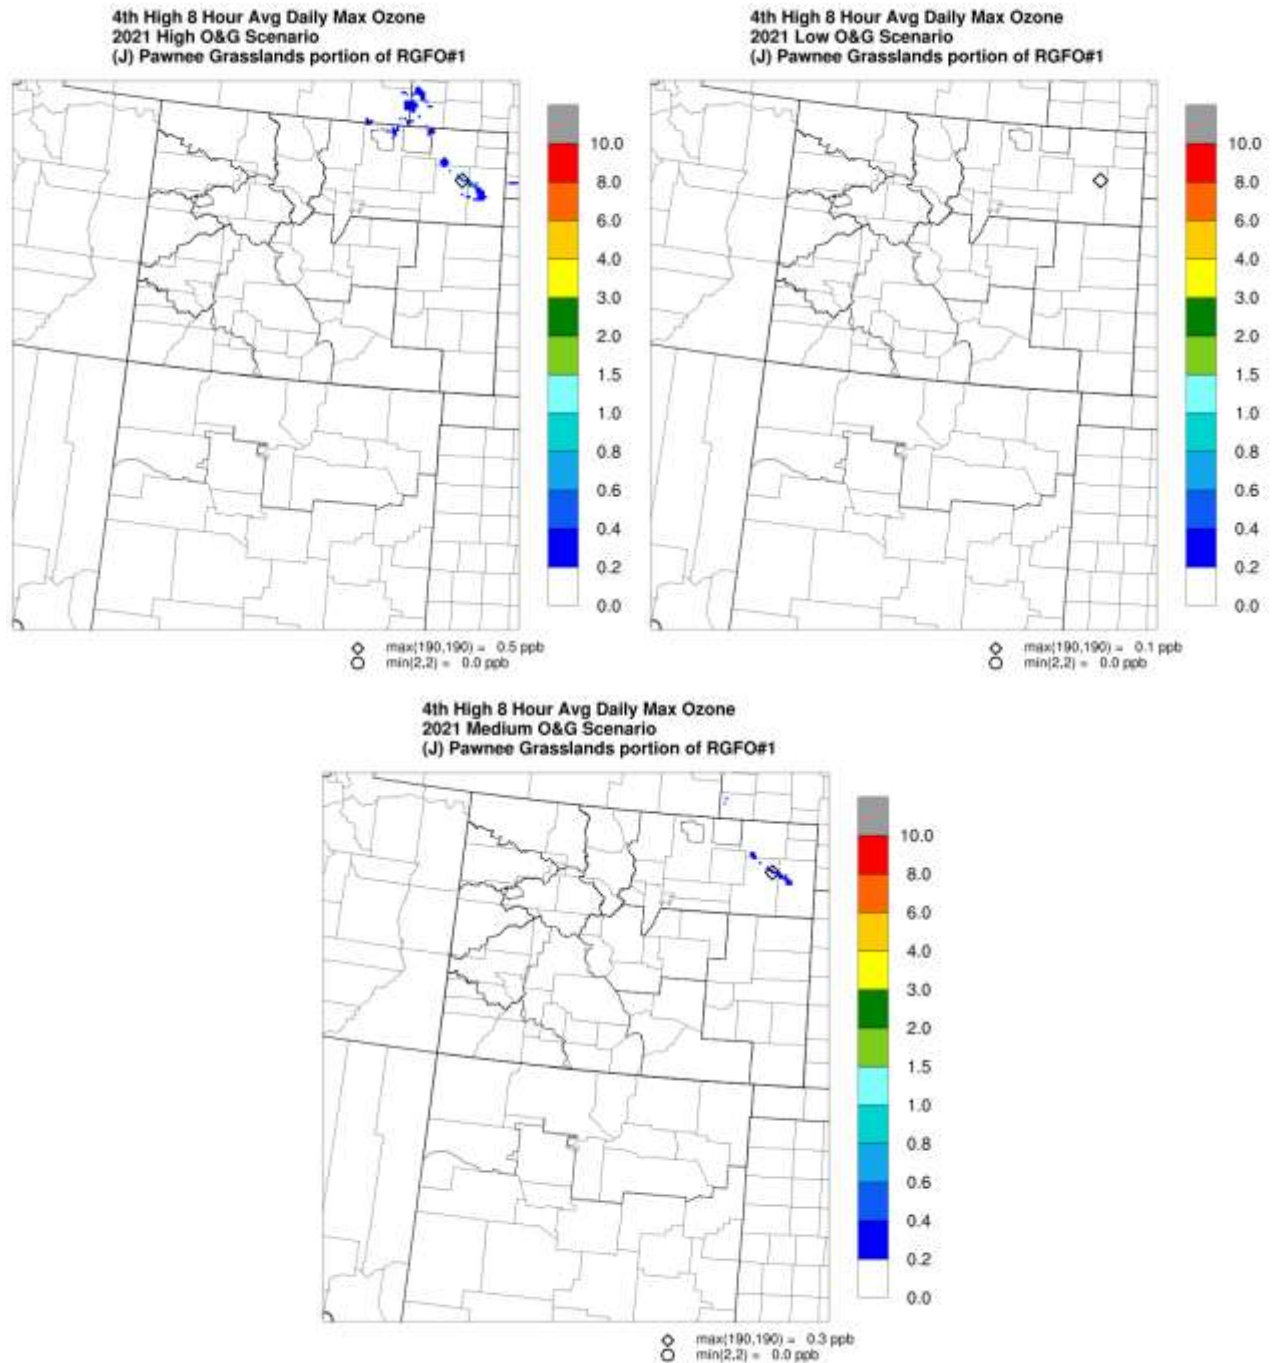 4th High 8 Hour Avg Daily Max Ozone
2021 High O&G Scenario
(J) Pawnee Grasslands portion of RGFO#1
10.0
8.0
6.0
4.0
3.0
2.0
1.5
1.0
0.8
0.6
0.4
0.2
0.0
max(190,190) = 0.5 ppb
min(2,2) = 0.0 ppb
4th High 8 Hour Avg Daily Max Ozone
2021 Low O&G Scenario
(J) Pawnee Grasslands portion of RGFO#1
10.0
8.0
6.0
4.0
3.0
2.0
1.5
1.0
0.8
0.6
0.4
0.2
0.0
max(190,190) = 0.1 ppb
min(2,2) = 0.0 ppb
4th High 8 Hour Avg Daily Max Ozone
2021 Medium O&G Scenario
(J) Pawnee Grasslands portion of RGFO#1
10.0
8.0
6.0
4.0
3.0
2.0
1.5
1.0
0.8
0.6
0.4
0.2
0.0
max(190,190) = 0.3 ppb
min(2,2) = 0.0 ppb